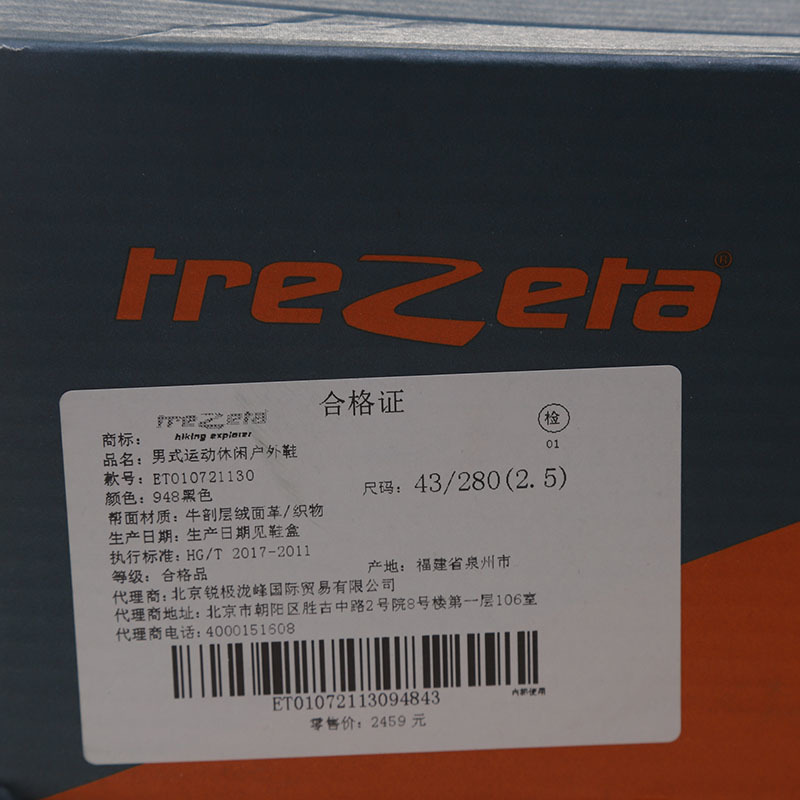 treZeta®
合格证
检
01
商标: treZeta
hiking explorer
品名: 男式运动休闲户外鞋
款号: ET010721130
尺码: 43/280(2.5)
颜色: 948黑色
帮面材质: 牛剖层绒面革/织物
生产日期: 生产日期见鞋盒
执行标准: HG/T 2017-2011
等级: 合格品
产地: 福建省泉州市
代理商: 北京锐极泷峰国际贸易有限公司
代理商地址: 北京市朝阳区胜古中路2号院8号楼第一层106室
代理商电话: 4000151608
ET01072113094843
内部使用
零售价: 2459 元